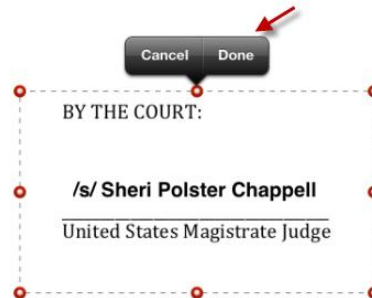 Cancel Done
BY THE COURT:
/s/ Sheri Polster Chappell
United States Magistrate Judge